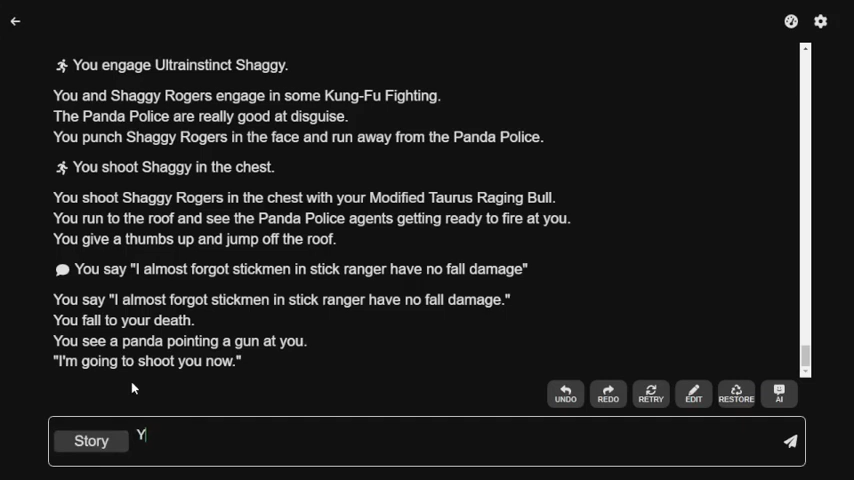 You engage Ultrainstinct Shaggy.
You and Shaggy Rogers engage in some Kung-Fu Fighting.
The Panda Police are really good at disguise.
You punch Shaggy Rogers in the face and run away from the Panda Police.
You shoot Shaggy in the chest.
You shoot Shaggy Rogers in the chest with your Modified Taurus Raging Bull.
You run to the roof and see the Panda Police agents getting ready to fire at you.
You give a thumbs up and jump off the roof.
You say "I almost forgot stickmen in stick ranger have no fall damage"
You say "I almost forgot stickmen in stick ranger have no fall damage."
You fall to your death.
You see a panda pointing a gun at you.
"I'm going to shoot you now."
UNDO REDO RETRY EDIT RESTORE AI
Story Y